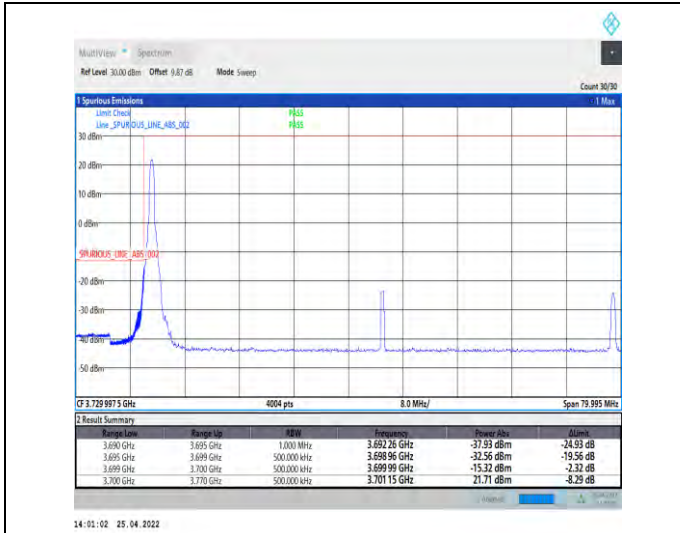 MultiView Spectrum
Ref Level 30.00 dBm Offset 9.87 dB Mode Sweep
Count 30/30
1 Spurious Emissions 1 Max
Limit Check PASS
Line _SPURIOUS_LINE_ABS_002 PASS
30 dBm
20 dBm
10 dBm
0 dBm
_SPURIOUS_LINE_ABS_002
-20 dBm
-30 dBm
-40 dBm
-50 dBm
CF 3.729 997 5 GHz 4004 pts 8.0 MHz/ Span 79.995 MHz
2 Result Summary
Range Low Range Up RBW Frequency Power Abs ΔLimit
3.690 GHz 3.695 GHz 1.000 MHz 3.692 26 GHz -37.93 dBm -24.93 dB
3.695 GHz 3.699 GHz 500.000 kHz 3.698 96 GHz -32.56 dBm -19.56 dB
3.699 GHz 3.700 GHz 500.000 kHz 3.699 99 GHz -15.32 dBm -2.32 dB
3.700 GHz 3.770 GHz 500.000 kHz 3.701 15 GHz 21.71 dBm -8.29 dB
14:01:02 25.04.2022